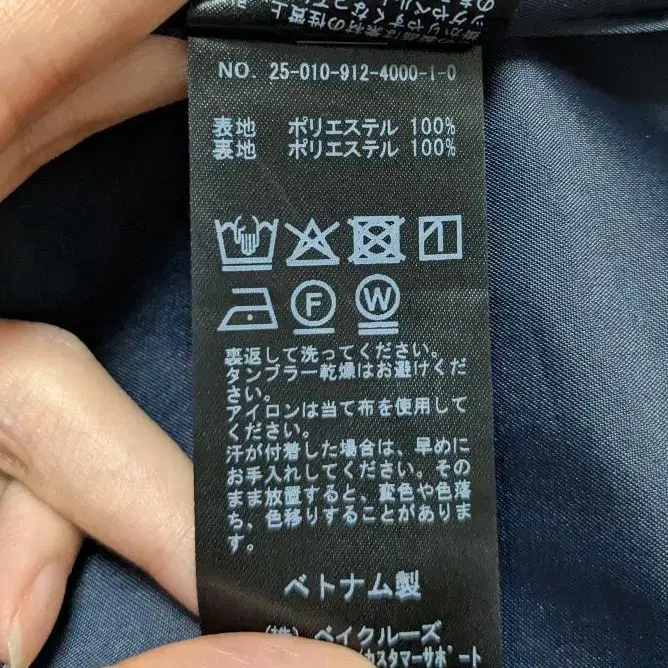 NO. 25-010-912-4000-1-0
表地 ポリエステル 100%
裏地 ポリエステル 100%
F W
裏返して洗ってください。
タンブラー乾燥はお避けくだ
さい。
アイロンは当て布を使用して
ください。
汗が付着した場合は、早めに
お手入れしてください。その
まま放置すると、変色や色落
ち、色移りすることがありま
す。
ベトナム製
(株) ベイクルーズ
カスタマーサポート